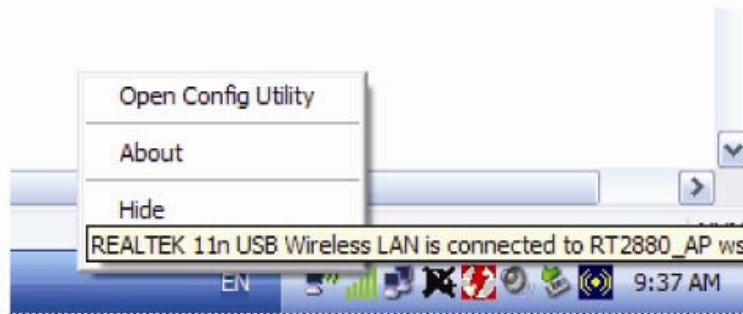 Open Config Utility
About
Hide
REALTEK 11n USB Wireless LAN is connected to RT2880_AP
EN 9:37 AM